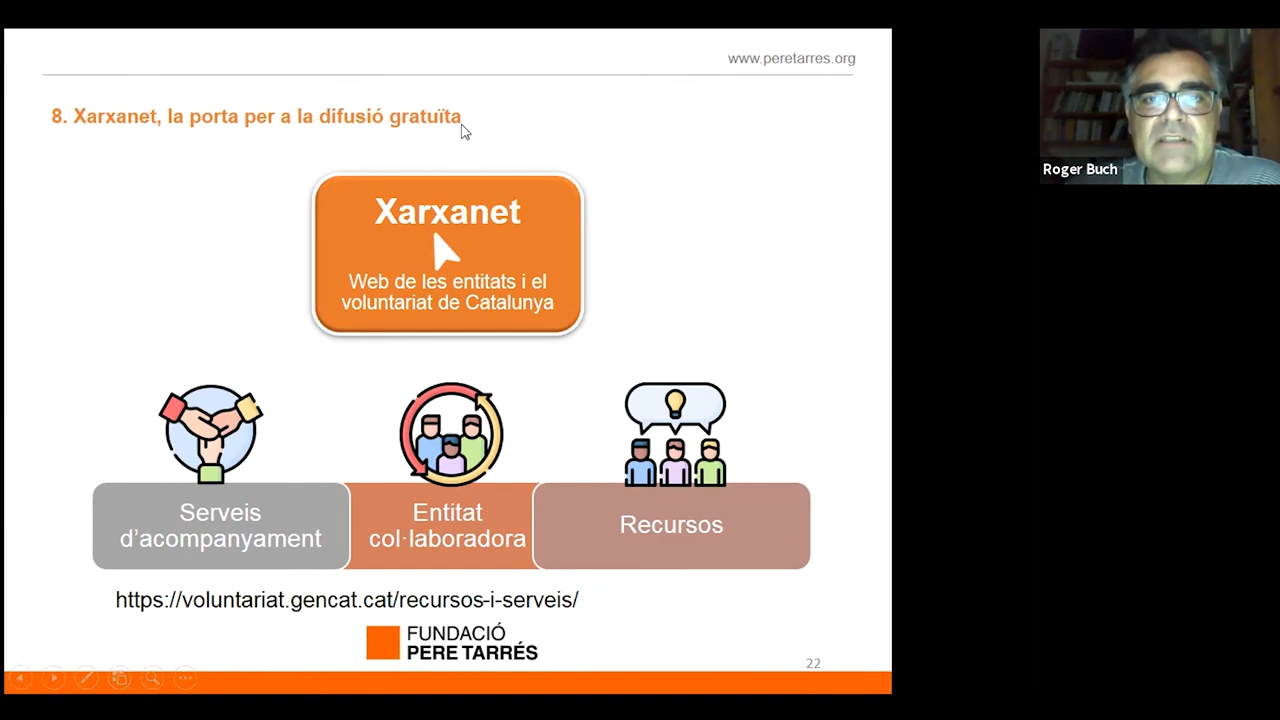 www.peretarres.org
8. Xarxanet, la porta per a la difusió gratuïta
Roger Buch
Xarxanet
Web de les entitats i el
voluntariat de Catalunya
Serveis
d'acompanyament
Entitat
col·laboradora
Recursos
https://voluntariat.gencat.cat/recursos-i-serveis/
FUNDACIÓ
PERE TARRÉS
22